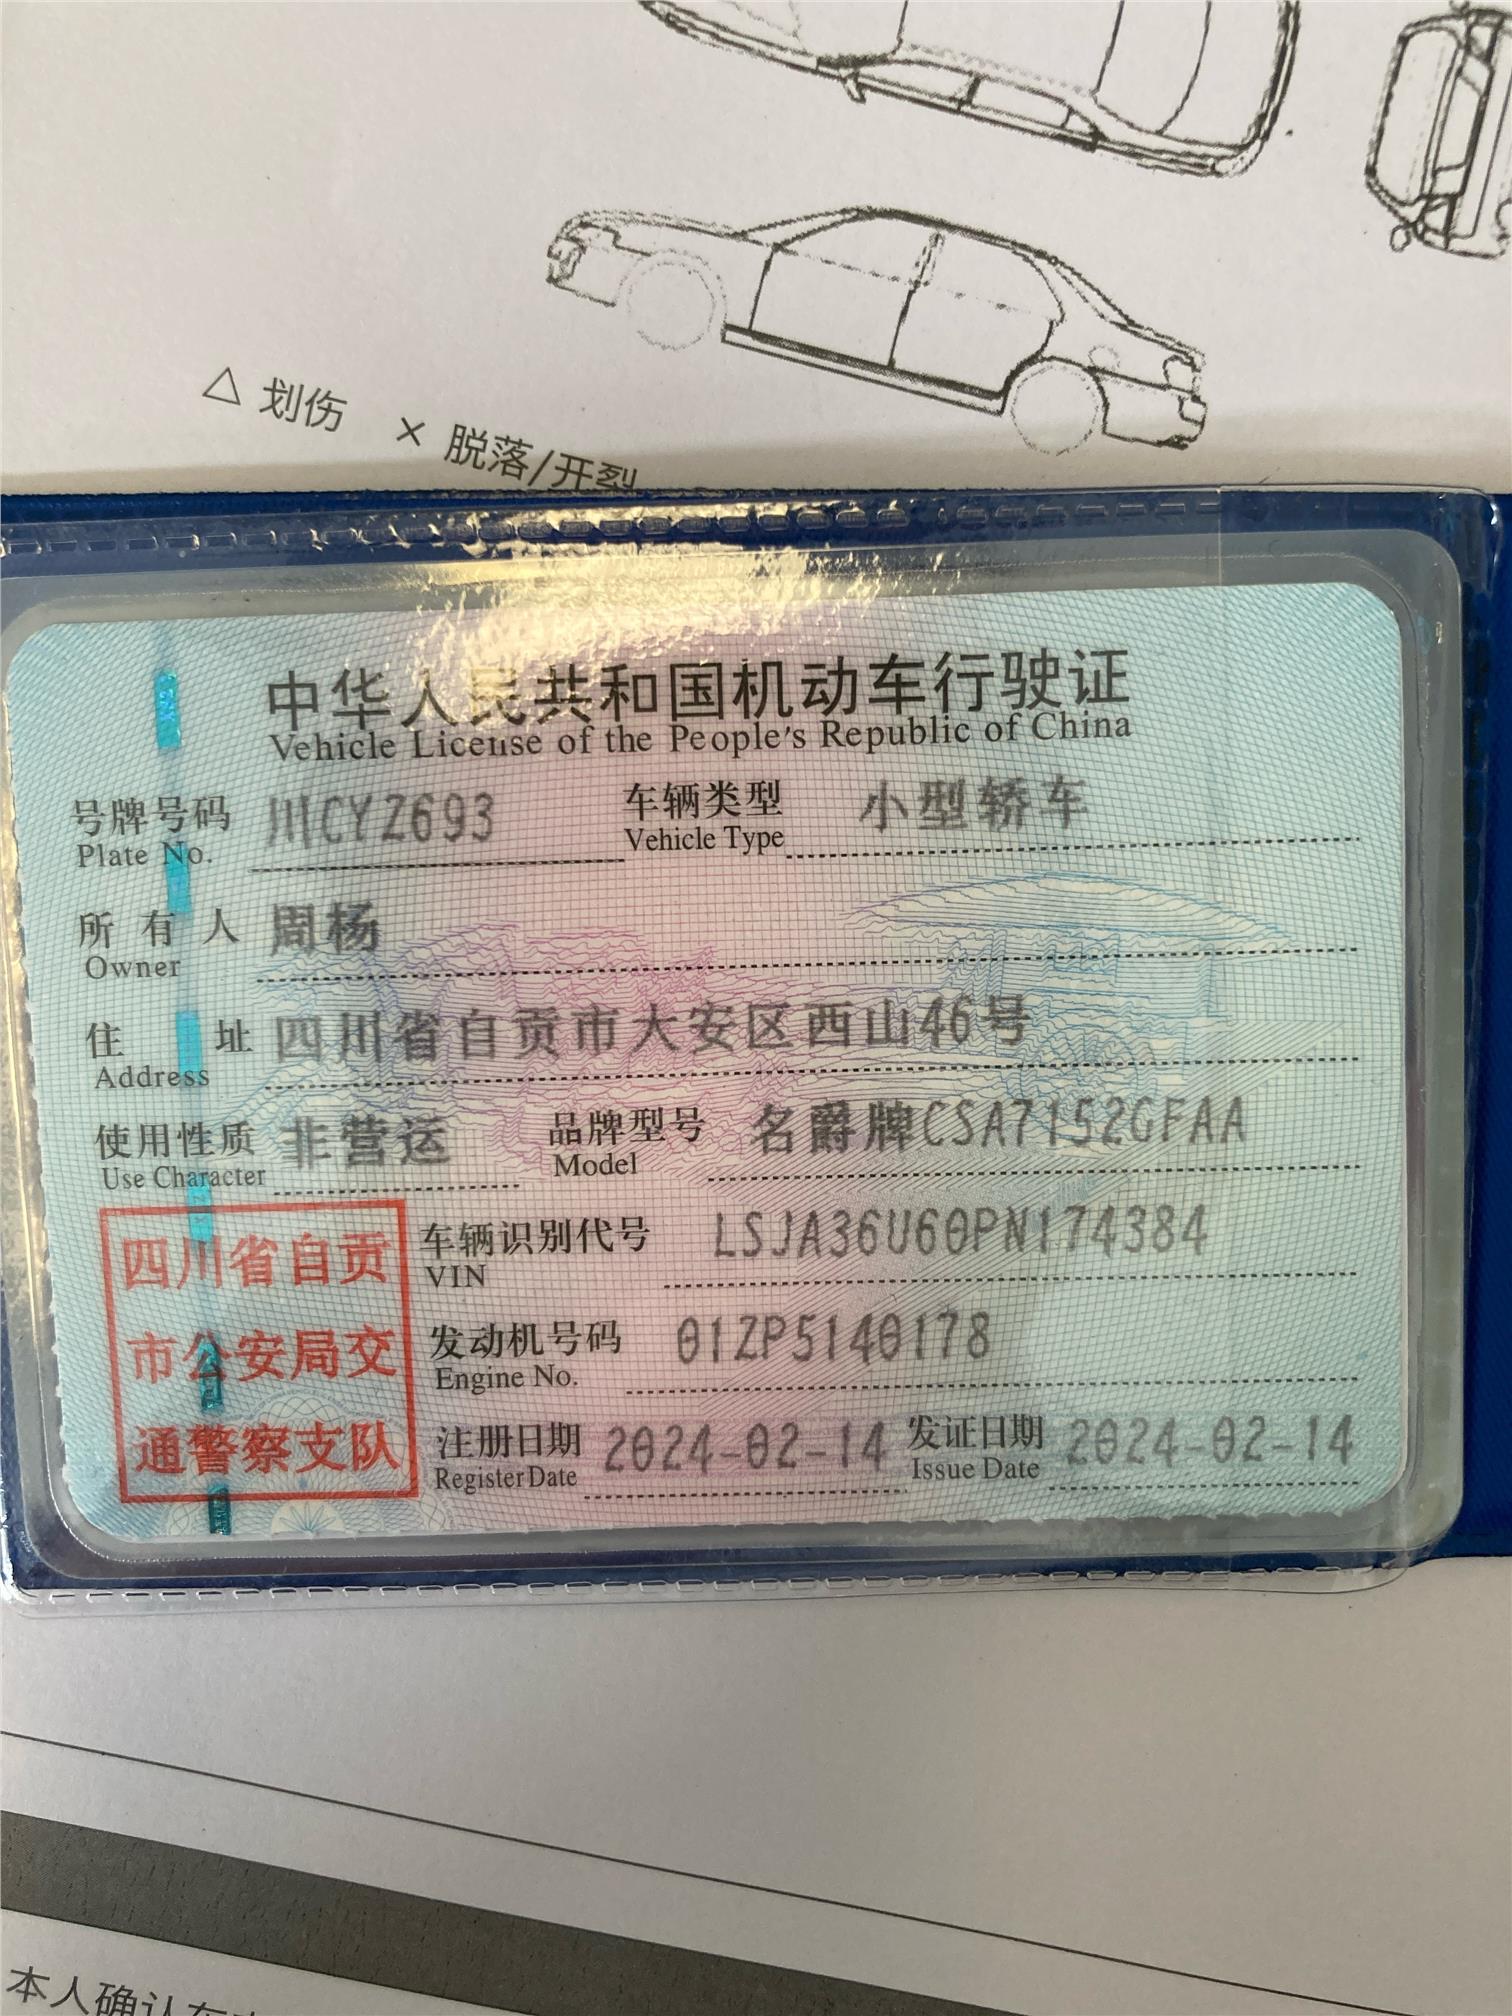 △ 划伤 × 脱落/开裂
中华人民共和国机动车行驶证
Vehicle License of the People's Republic of China
号牌号码 川CYZ693 车辆类型 小型轿车
Plate No. Vehicle Type
所有人 周杨
Owner
住址 四川省自贡市大安区西山46号
Address
使用性质 非营运 品牌型号 名爵牌CSA7152GFAA
Use Character Model
四川省自贡
市公安局交
通警察支队
车辆识别代号 LSJA36U60PN174384
VIN
发动机号码 01ZP5140178
Engine No.
注册日期 2024-02-14 发证日期 2024-02-14
Register Date Issue Date
本人确认车